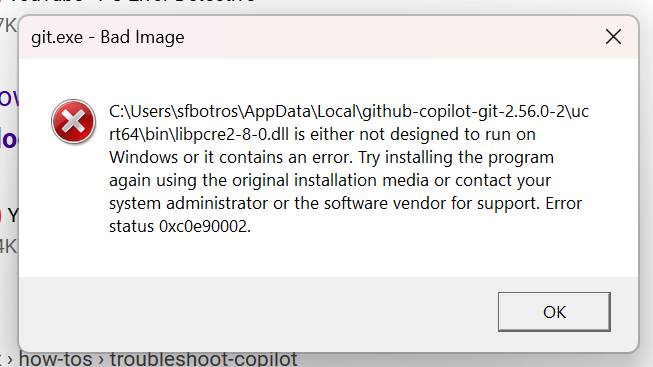 7K
git.exe - Bad Image
C:\Users\sfbotros\AppData\Local\github-copilot-git-2.56.0-2\uc
rt64\bin\libpcre2-8-0.dll is either not designed to run on
Windows or it contains an error. Try installing the program
again using the original installation media or contact your
system administrator or the software vendor for support. Error
status 0xc0e90002.
4K
OK
› how-tos › troubleshoot-copilot